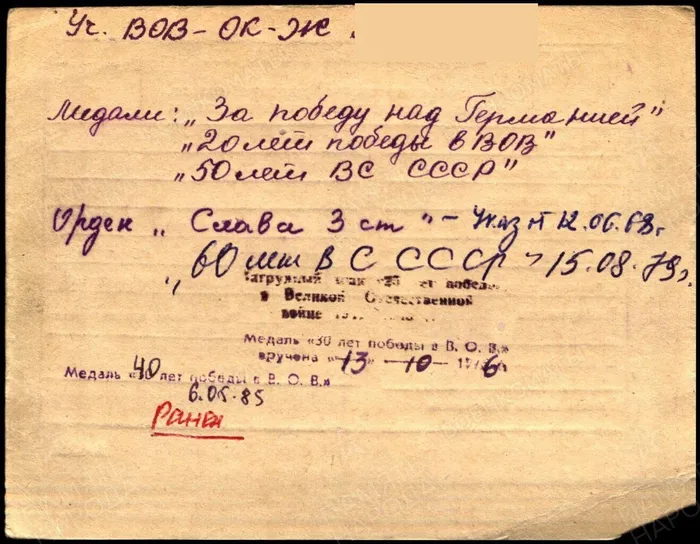 Уч. ВОВ - ОК - Ж.
Медали: „За победу над Германией"
„20 лет победы в ВОВ"
„50 лет ВС СССР"
Орден „Слава 3 ст" - Указ от 12.06.68г.
„60 лет ВС СССР" 15.08.79г.
Нагрудный знак «25 лет победы
в Великой Отечественной
войне
Медаль «30 лет победы в В. О. В.»
вручена «13» — 10 — 1976
Медаль «40 лет победы в В. О. В.»
6.05.85
Ранен